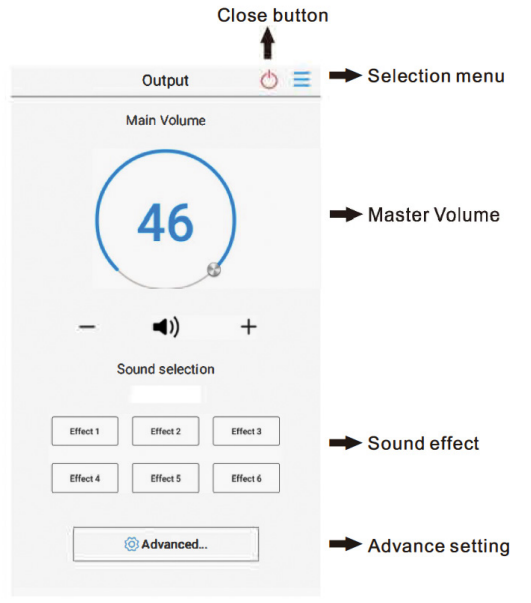 Close button
Output
Selection menu
Main Volume
46
Master Volume
Sound selection
Effect 1 Effect 2 Effect 3
Sound effect
Effect 4 Effect 5 Effect 6
Advanced...
Advance setting